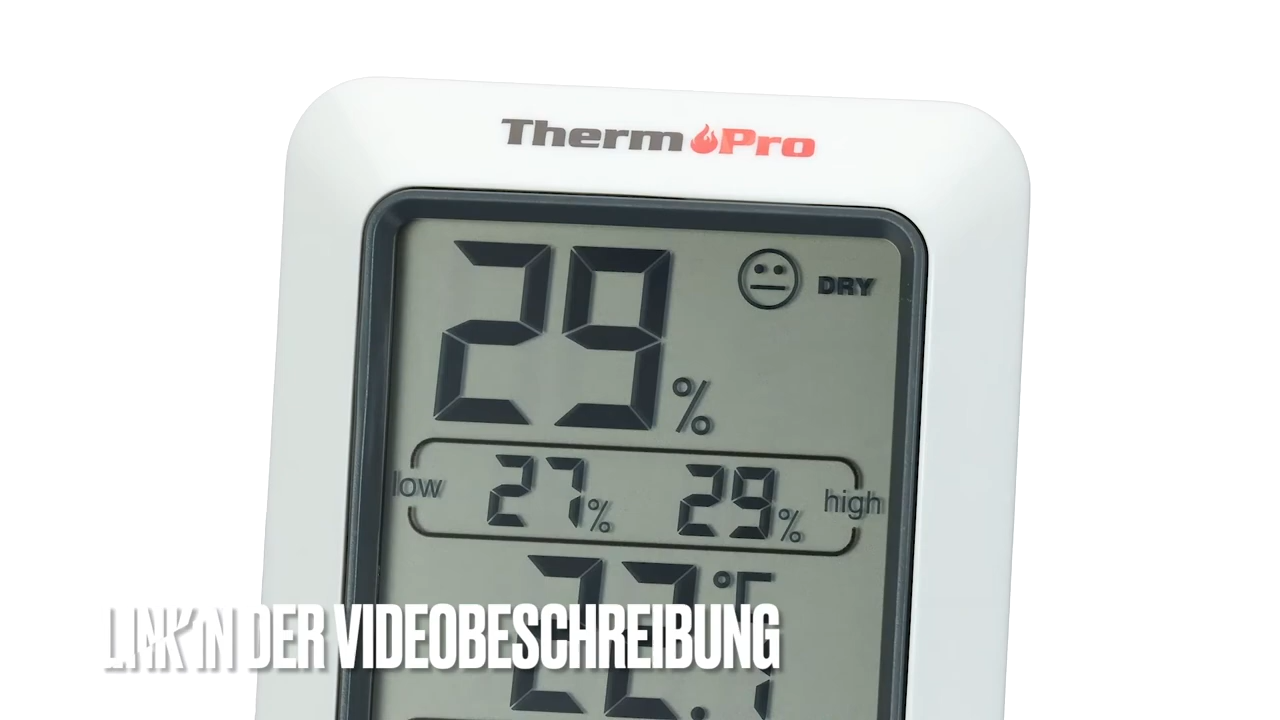 ThermoPro
29 %
DRY
low 27 % 29 % high
LINK IN DER VIDEOBESCHREIBUNG